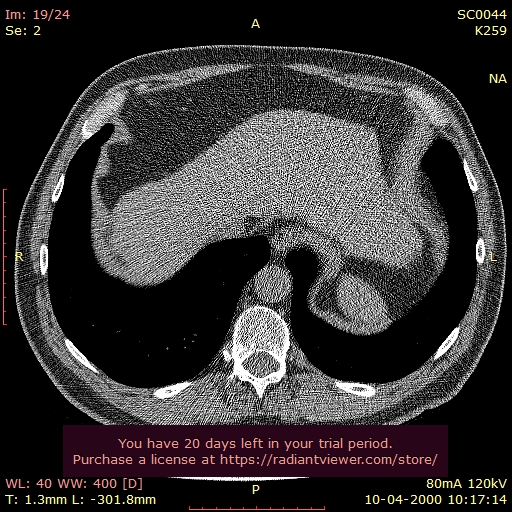 Im: 19/24
Se: 2
A
SC0044
K259
NA
R
L
You have 20 days left in your trial period.
Purchase a license at https://radiantviewer.com/store/
WL: 40 WW: 400 [D]
T: 1.3mm L: -301.8mm
P
80mA 120kV
10-04-2000 10:17:14